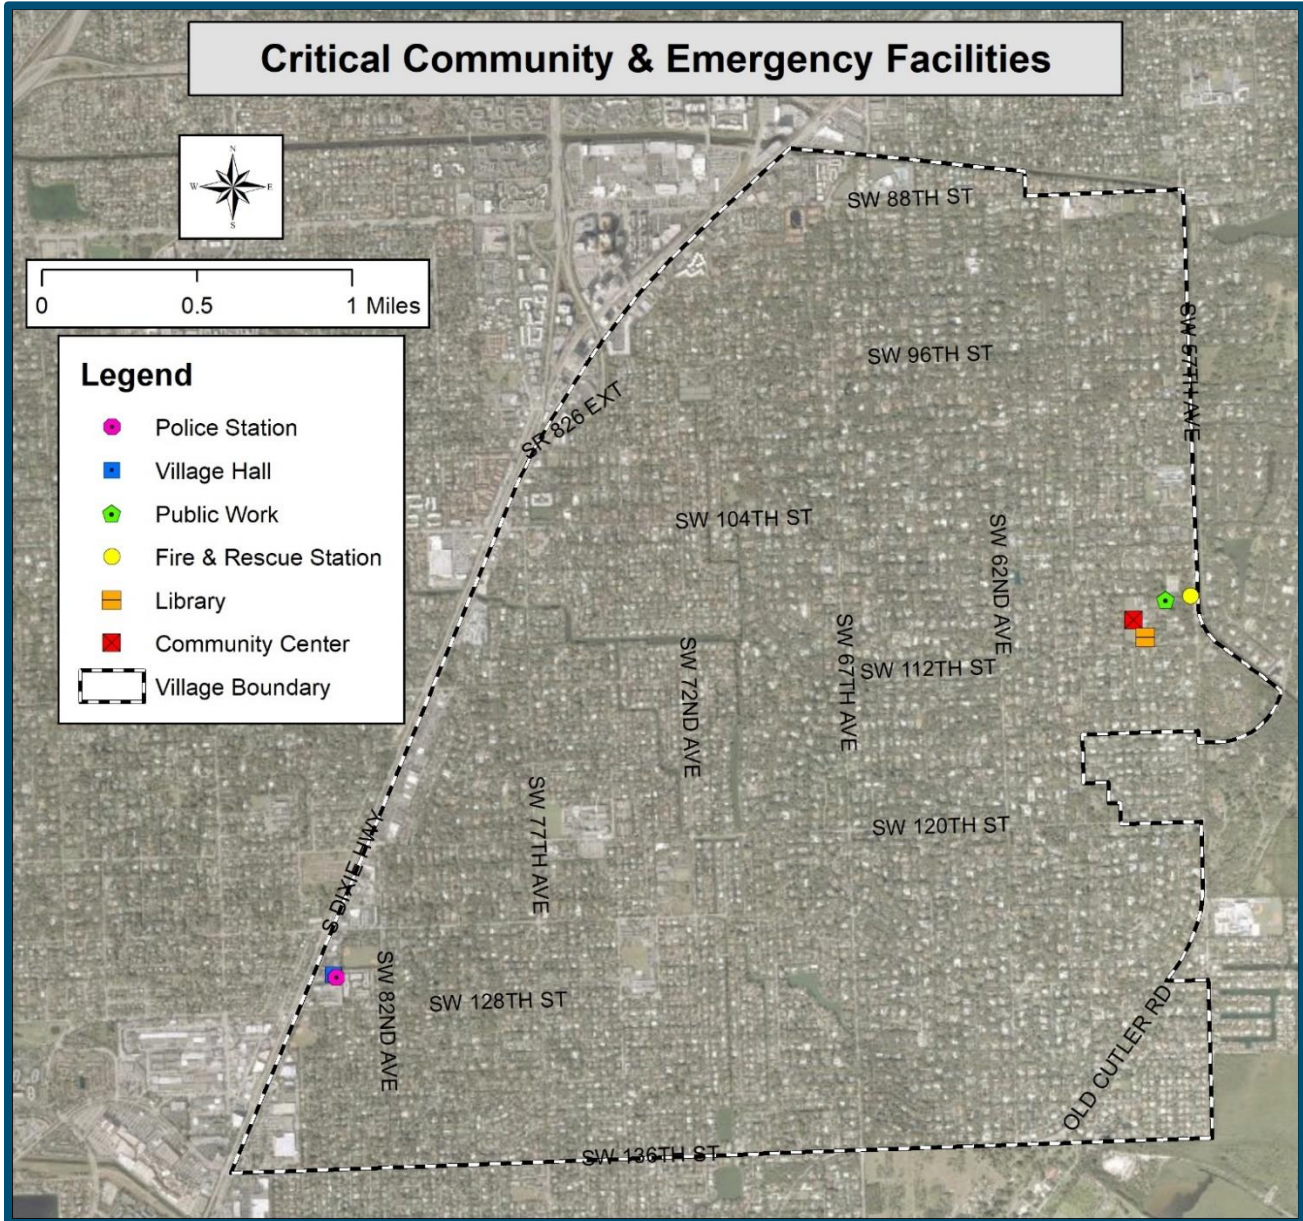 Critical Community & Emergency Facilities
N
W E
S
0 0.5 1 Miles
Legend
Police Station
Village Hall
Public Work
Fire & Rescue Station
Library
Community Center
Village Boundary
SW 88TH ST
SW 57TH AVE
SW 96TH ST
SR 826 EXT
SW 104TH ST
SW 62ND AVE
SW 67TH AVE
SW 72ND AVE
SW 112TH ST
SW 77TH AVE
S DIXIE HWY
SW 120TH ST
SW 82ND AVE
SW 128TH ST
OLD CUTLER RD
SW 136TH ST